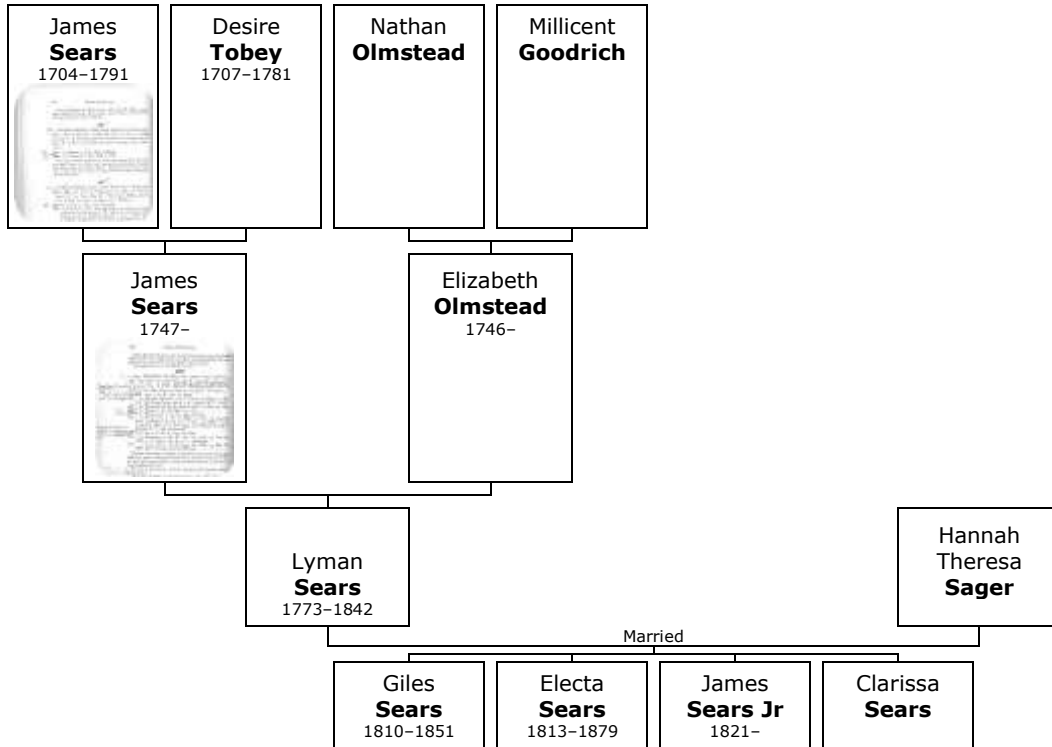 James
Sears
1704–1791
Desire
Tobey
1707–1781
Nathan
Olmstead
Millicent
Goodrich
James
Sears
1747–
Elizabeth
Olmstead
1746–
Lyman
Sears
1773–1842
Hannah
Theresa
Sager
Married
Giles
Sears
1810–1851
Electa
Sears
1813–1879
James
Sears Jr
1821–
Clarissa
Sears